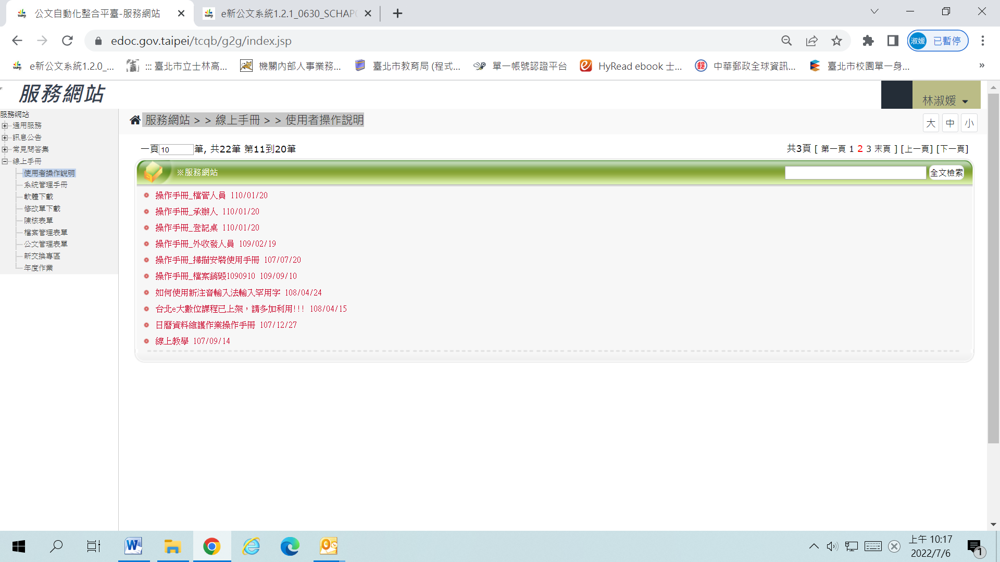 公文自動化整合平臺-服務網站
e新公文系統1.2.1_0630_SCHAP
edoc.gov.taipei/tcqb/g2g/index.jsp
淑媛 已暫停
e新公文系統1.2.0_...
::: 臺北市立士林高...
機關內部人事業務...
臺北市教育局 (程式...
單一帳號認證平台
HyRead ebook 士...
中華郵政全球資訊...
臺北市校園單一身...
»
服務網站
林淑媛
服務網站
通用服務
訊息公告
常見問答集
線上手冊
使用者操作說明
系統管理手冊
軟體下載
修改單下載
陳核表單
檔案管理表單
公文管理表單
新交換專區
年度作業
服務網站 > > 線上手冊 > > 使用者操作說明
大 中 小
一頁10筆, 共22筆 第11到20筆
共3頁 [ 第一頁 1 2 3 末頁 ] [上一頁] [下一頁]
※服務網站
全文檢索
操作手冊_檔管人員 110/01/20
操作手冊_承辦人 110/01/20
操作手冊_登記桌 110/01/20
操作手冊_外收發人員 109/02/19
操作手冊_掃描安裝使用手冊 107/07/20
操作手冊_檔案銷毀1090910 109/09/10
如何使用新注音輸入法輸入罕用字 108/04/24
台北e大數位課程已上架，請多加利用!!! 108/04/15
日曆資料維護作業操作手冊 107/12/27
線上教學 107/09/14
上午 10:17
2022/7/6
1